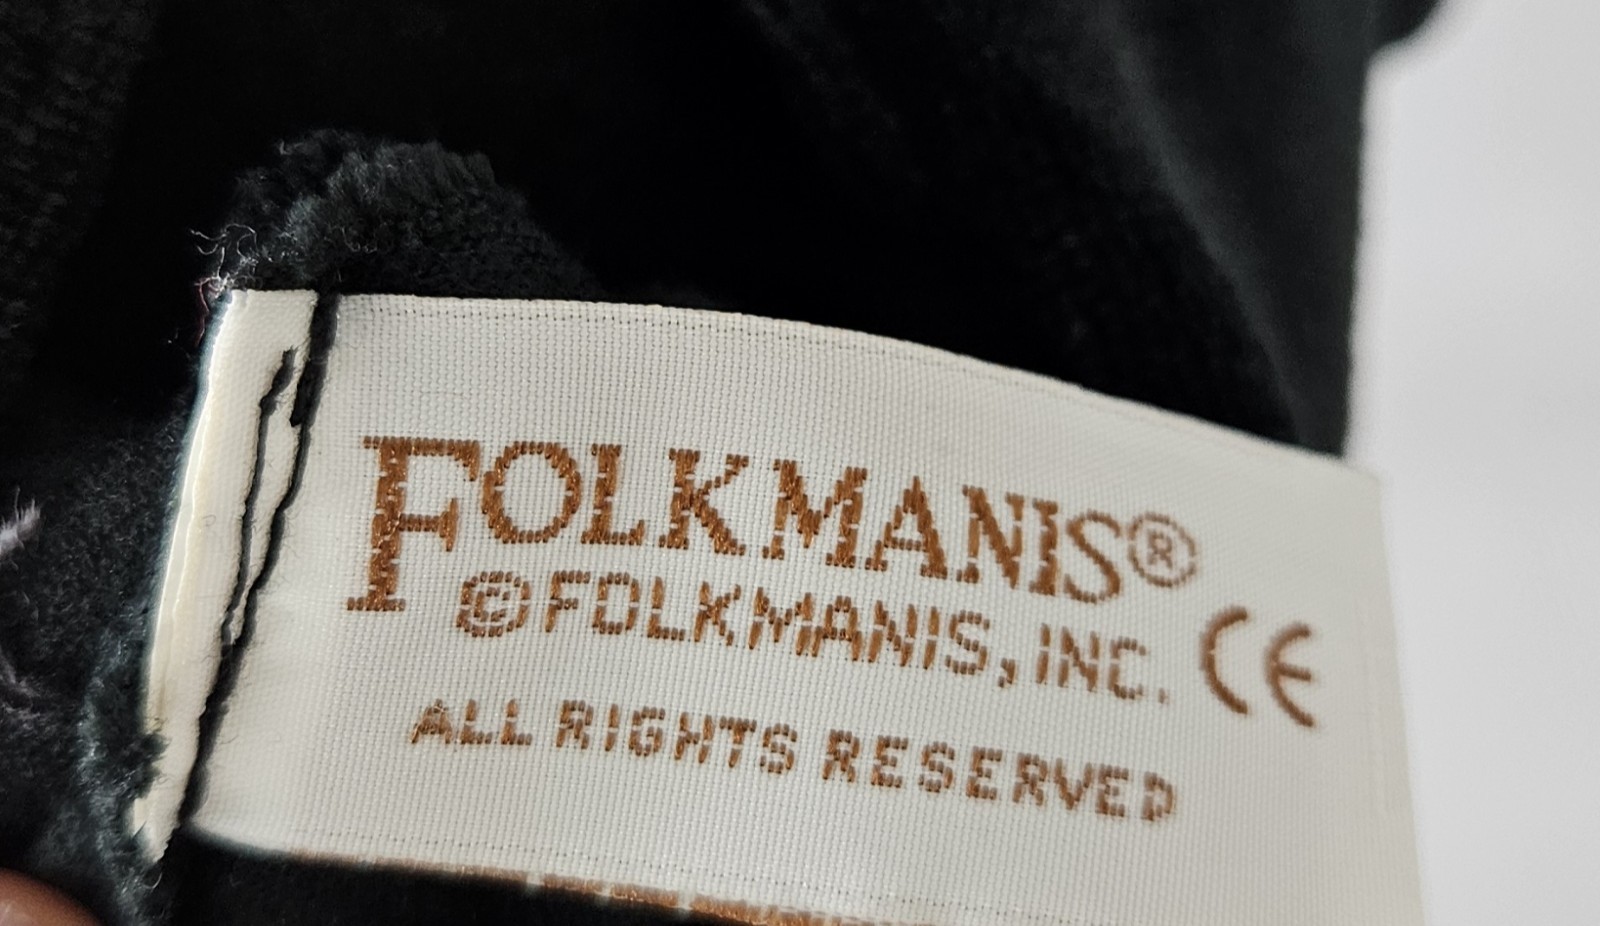 FOLKMANIS®
©FOLKMANIS, INC. CE
ALL RIGHTS RESERVED